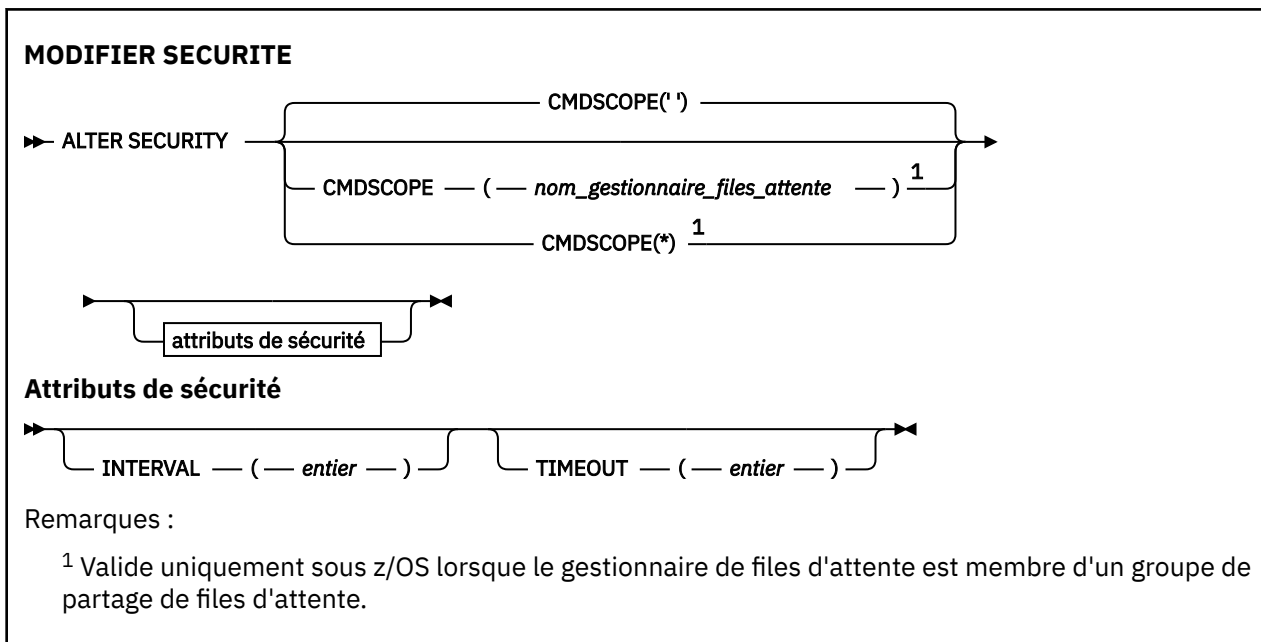 MODIFIER SECURITE
CMDSCOPE(' ')
ALTER SECURITY
CMDSCOPE ( nom_gestionnaire_files_attente ) 1
CMDSCOPE(*) 1
attributs de sécurité
Attributs de sécurité
INTERVAL ( entier ) TIMEOUT ( entier )
Remarques :
1 Valide uniquement sous z/OS lorsque le gestionnaire de files d'attente est membre d'un groupe de
partage de files d'attente.